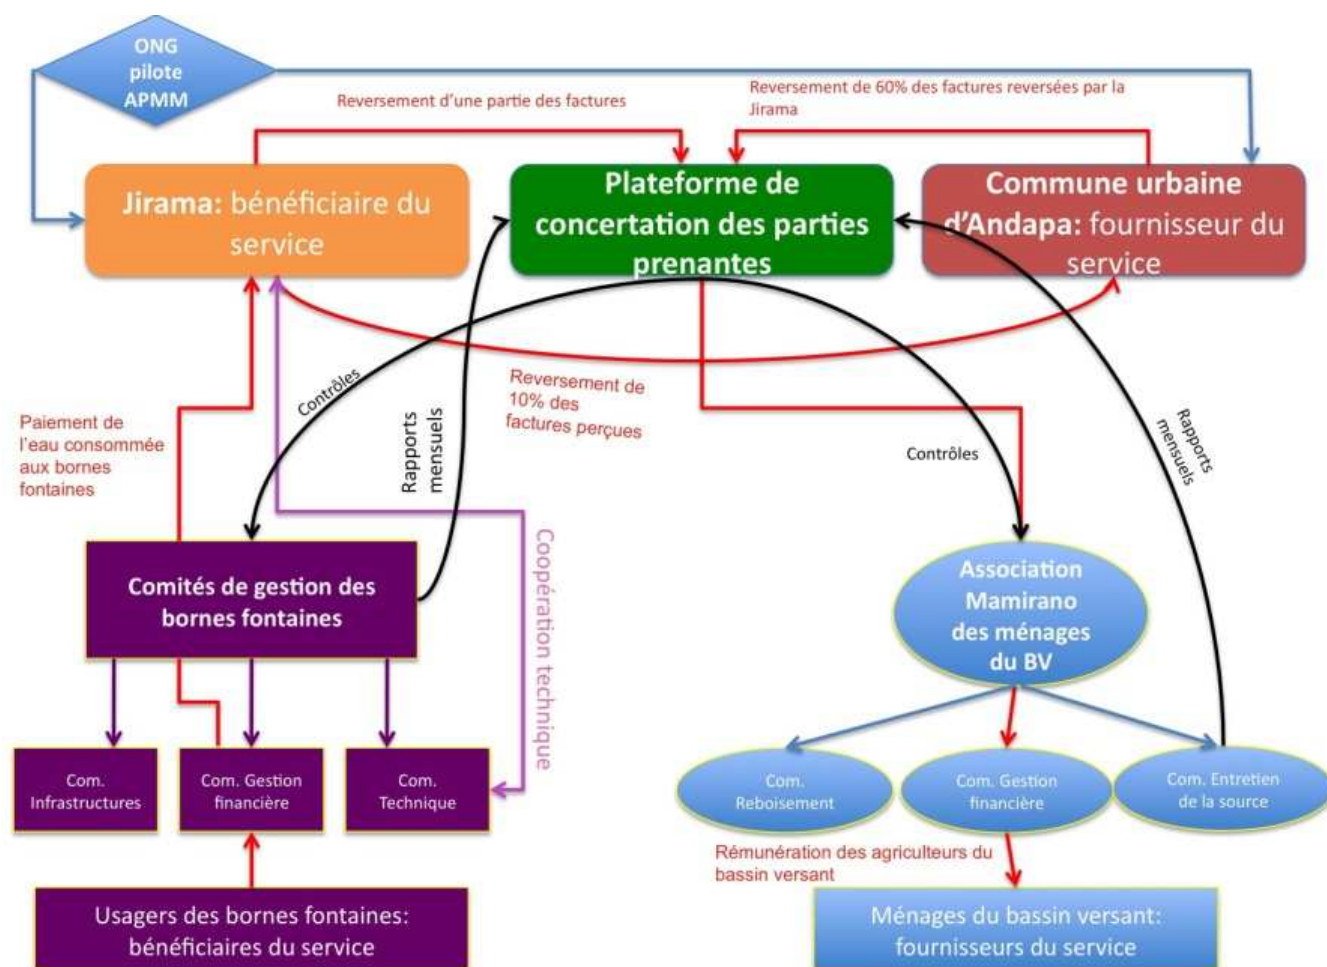 ONG
pilote
APMM
Reversement d'une partie des factures
Reversement de 60% des factures reversées par la
Jirama
Jirama: bénéficiaire du
service
Plateforme de
concertation des parties
prenantes
Commune urbaine
d'Andapa: fournisseur du
service
Contrôles
Reversement de
10% des
factures perçues
Paiement de
l'eau consommée
aux bornes
fontaines
Rapports
mensuels
Contrôles
Rapports
mensuels
Coopération technique
Comités de gestion des
bornes fontaines
Association
Mamirano
des ménages
du BV
Com.
Infrastructures
Com. Gestion
financière
Com.
Technique
Com.
Reboisement
Com. Gestion
financière
Com. Entretien
de la source
Rémunération des agriculteurs du
bassin versant
Usagers des bornes fontaines:
bénéficiaires du service
Ménages du bassin versant:
fournisseurs du service